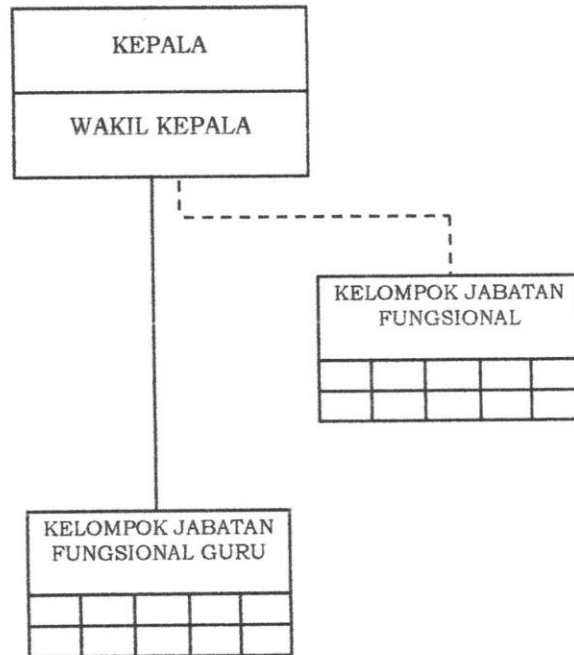 KEPALA
WAKIL KEPALA
KELOMPOK JABATAN
FUNGSIONAL
KELOMPOK JABATAN
FUNGSIONAL GURU